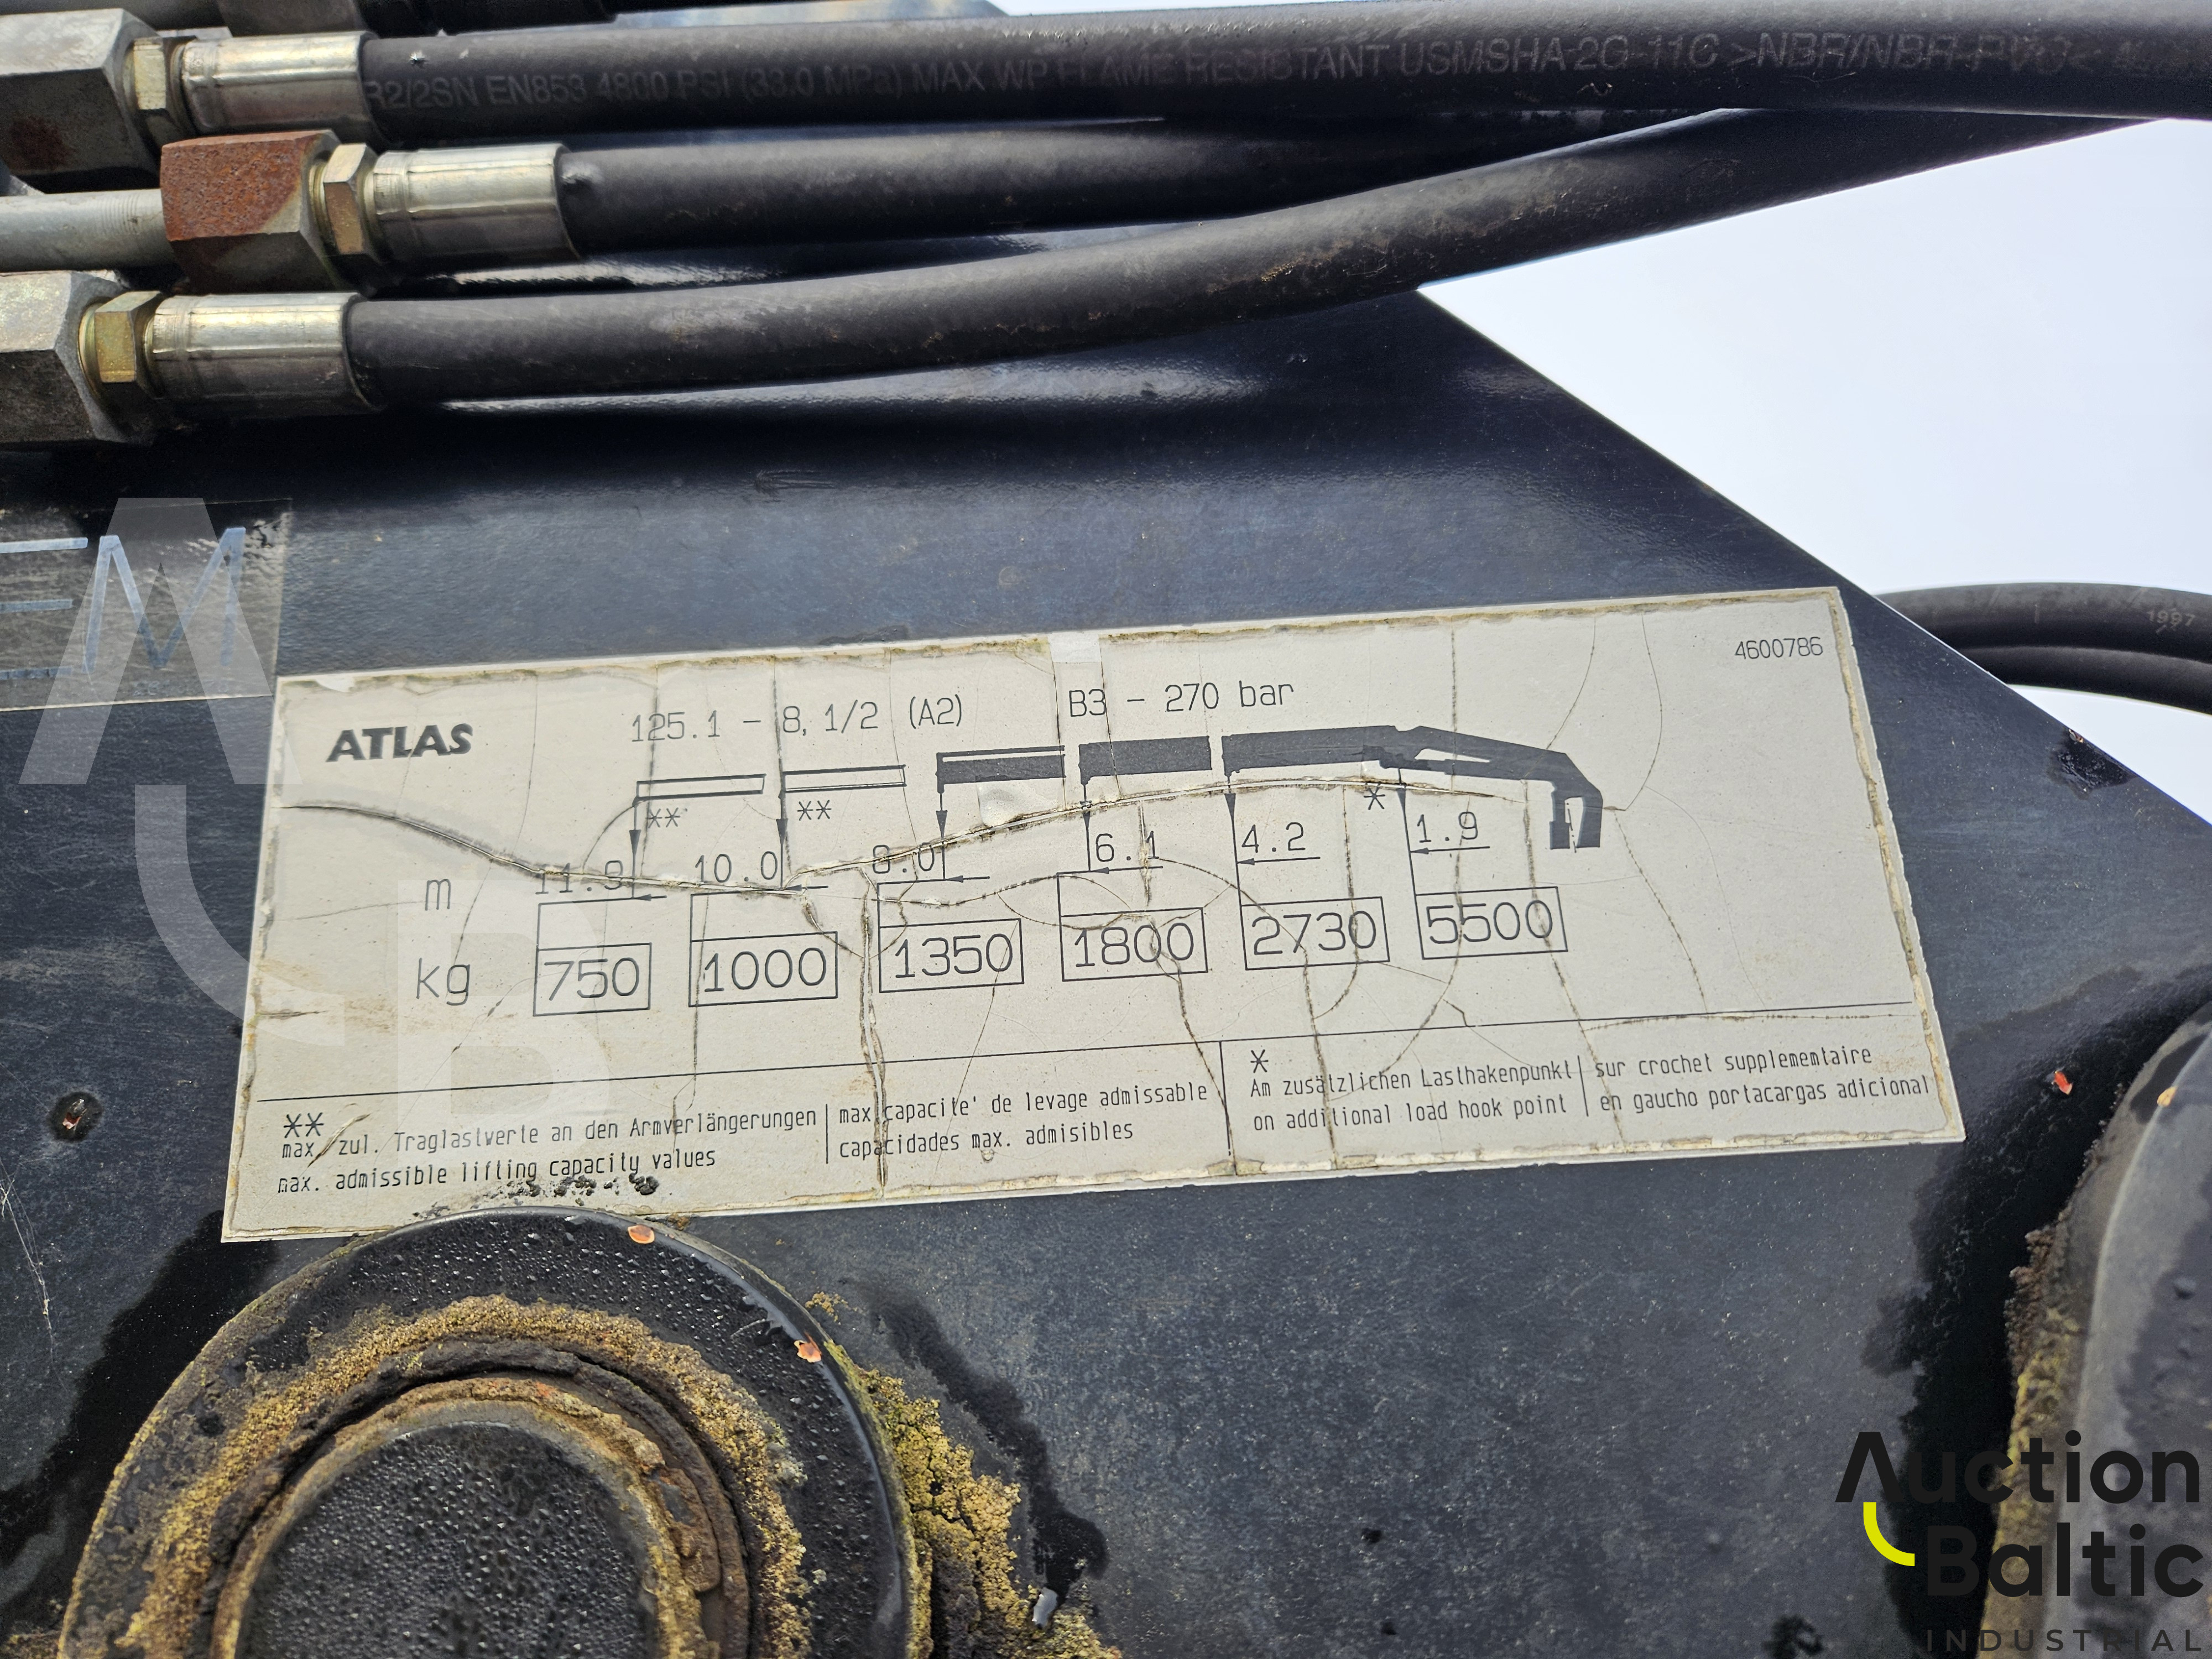 R2/2SN EN853 4800 PSI (33.0 MPa) MAX WP FLAME RESISTANT USMSHA 2G-11C >NBR/NBR-PVC<
1997
EM
4600786
ATLAS
125.1 - 8, 1/2 (A2) B3 - 270 bar
** ** *
m 11.9 10.0 8.0 6.1 4.2 1.9
kg 750 1000 1350 1800 2730 5500
**
max. zul. Traglastwerte an den Armverlängerungen
max. admissible lifting capacity values
max. capacite' de levage admissable
capacidades max. admisibles
*
Am zusätzlichen Lasthakenpunkt
on additional load hook point
sur crochet supplementaire
en gaucho portacargas adicional
Auction
Baltic
INDUSTRIAL